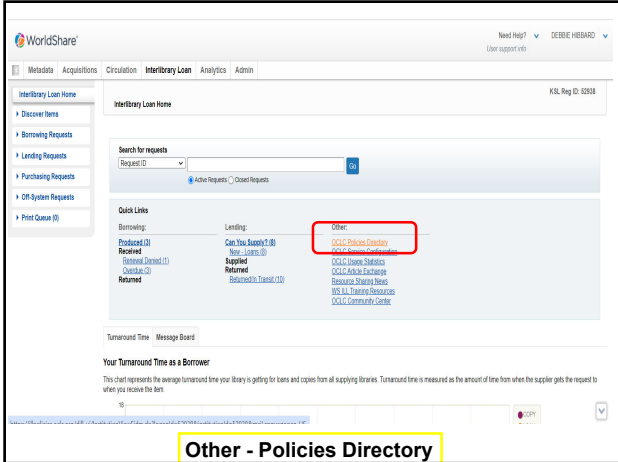 WorldShare®
Need Help?
DEBBIE HIBBARD
User support info
Metadata Acquisitions Circulation Interlibrary Loan Analytics Admin
Interlibrary Loan Home
Discover Items
Borrowing Requests
Lending Requests
Purchasing Requests
Off-System Requests
Print Queue (0)
KSL Reg ID: 52938
Interlibrary Loan Home
Search for requests
Request ID
Go
Active Requests Closed Requests
Quick Links
Borrowing:
Produced (3)
Received
Renewal Denied (1)
Overdue (3)
Returned
Lending:
Can You Supply? (8)
New - Loans (8)
Supplied
Returned
Returned/In Transit (10)
Other:
OCLC Policies Directory
OCLC Service Configuration
OCLC Usage Statistics
OCLC Article Exchange
Resource Sharing News
WS ILL Training Resources
OCLC Community Center
Turnaround Time Message Board
Your Turnaround Time as a Borrower
This chart represents the average turnaround time your library is getting for loans and copies from all supplying libraries. Turnaround time is measured as the amount of time from when the supplier gets the request to
when you receive the item.
18
COPY
Other - Policies Directory